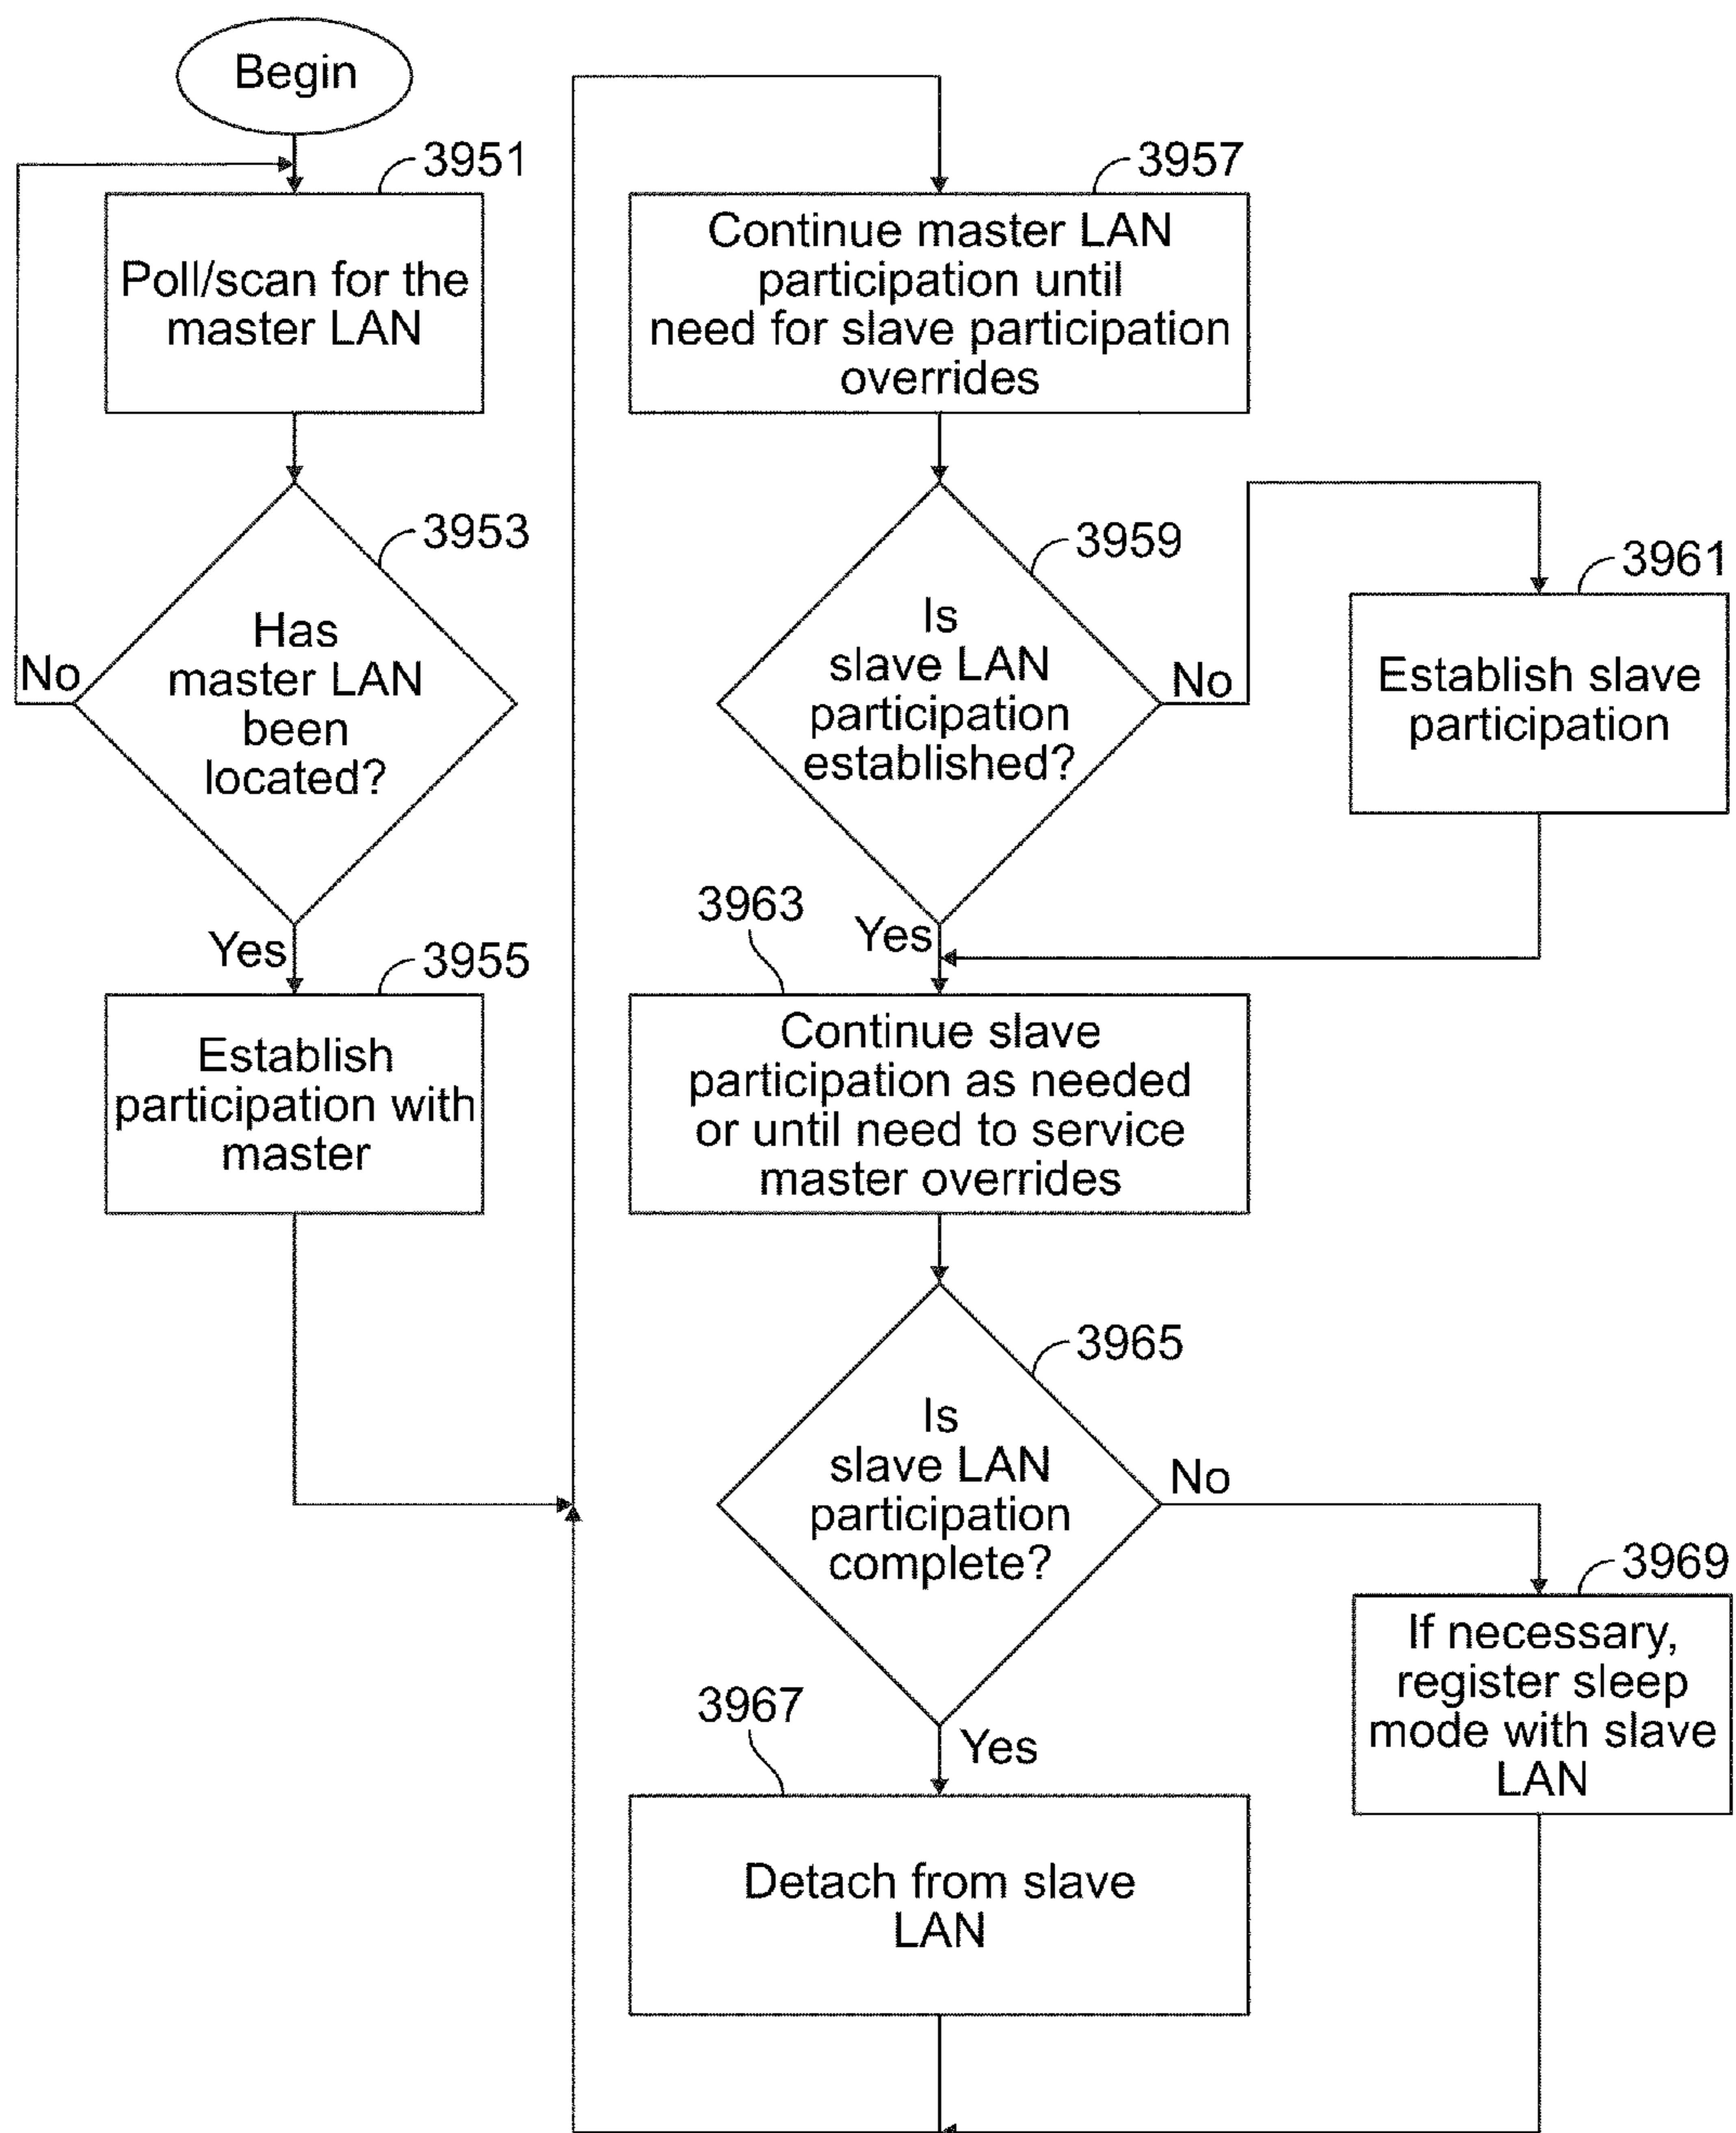 Begin
3951
Poll/scan for the
master LAN
3953
Has
master LAN
been
located?
No
Yes
3955
Establish
participation with
master
3957
Continue master LAN
participation until
need for slave participation
overrides
3959
Is
slave LAN
participation
established?
No
3961
Establish slave
participation
Yes
3963
Continue slave
participation as needed
or until need to service
master overrides
3965
Is
slave LAN
participation
complete?
No
3969
If necessary,
register sleep
mode with slave
LAN
Yes
3967
Detach from slave
LAN